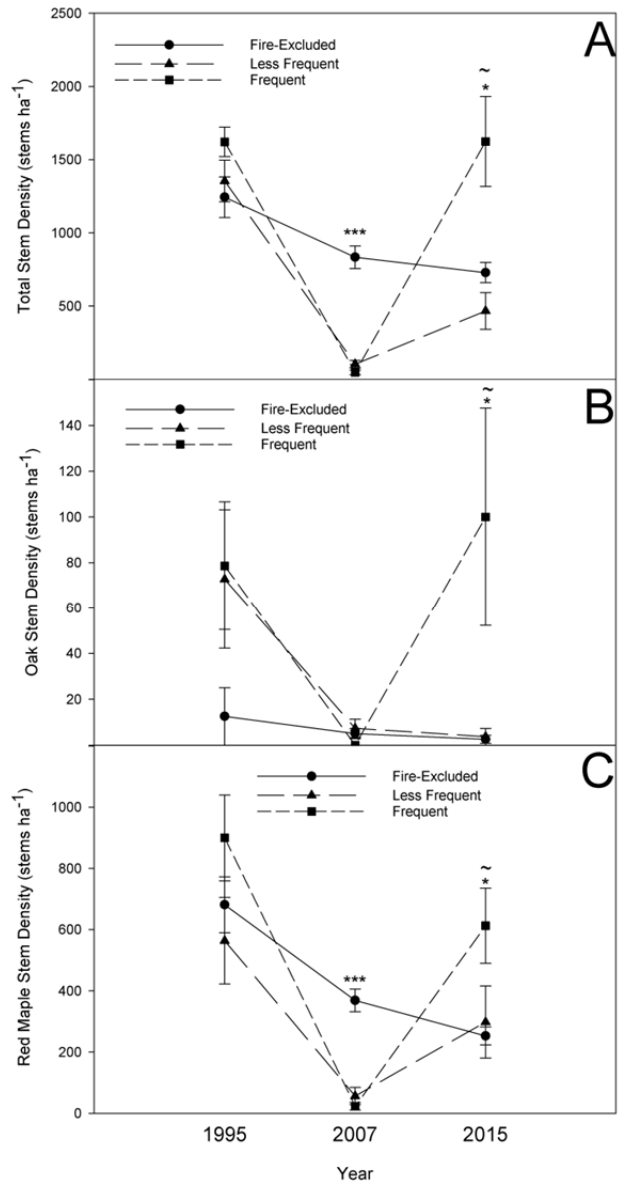 A
Fire-Excluded
Less Frequent
Frequent
Total Stem Density (stems ha⁻¹)
2500
2000
1500
1000
500
***
~
*
B
Fire-Excluded
Less Frequent
Frequent
Oak Stem Density (stems ha⁻¹)
140
120
100
80
60
40
20
~
*
C
Fire-Excluded
Less Frequent
Frequent
Red Maple Stem Density (stems ha⁻¹)
1000
800
600
400
200
0
***
~
*
1995 2007 2015
Year